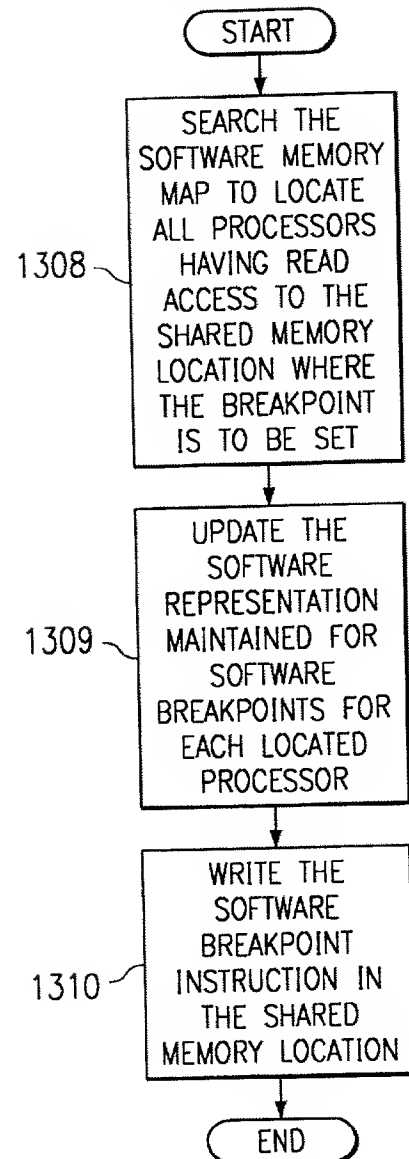 START
SEARCH THE
SOFTWARE MEMORY
MAP TO LOCATE
ALL PROCESSORS
HAVING READ
ACCESS TO THE
SHARED MEMORY
LOCATION WHERE
THE BREAKPOINT
IS TO BE SET
1308
UPDATE THE
SOFTWARE
REPRESENTATION
MAINTAINED FOR
SOFTWARE
BREAKPOINTS FOR
EACH LOCATED
PROCESSOR
1309
WRITE THE
SOFTWARE
BREAKPOINT
INSTRUCTION IN
THE SHARED
MEMORY LOCATION
1310
END